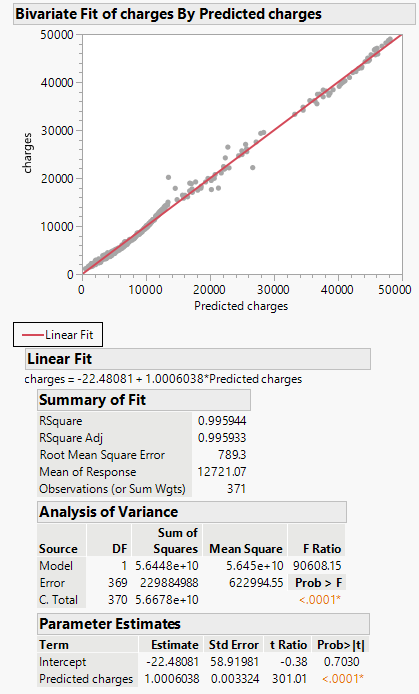 Bivariate Fit of charges By Predicted charges
50000
40000
30000
20000
10000
0
charges
0 10000 20000 30000 40000 50000
Predicted charges
Linear Fit
Linear Fit
charges = -22.48081 + 1.0006038*Predicted charges
Summary of Fit
RSquare 0.995944
RSquare Adj 0.995933
Root Mean Square Error 789.3
Mean of Response 12721.07
Observations (or Sum Wgts) 371
Analysis of Variance
Sum of
Source DF Squares Mean Square F Ratio
Model 1 5.6448e+10 5.645e+10 90608.15
Error 369 229884988 622994.55 Prob > F
C. Total 370 5.6678e+10 <.0001*
Parameter Estimates
Term Estimate Std Error t Ratio Prob>|t|
Intercept -22.48081 58.91981 -0.38 0.7030
Predicted charges 1.0006038 0.003324 301.01 <.0001*